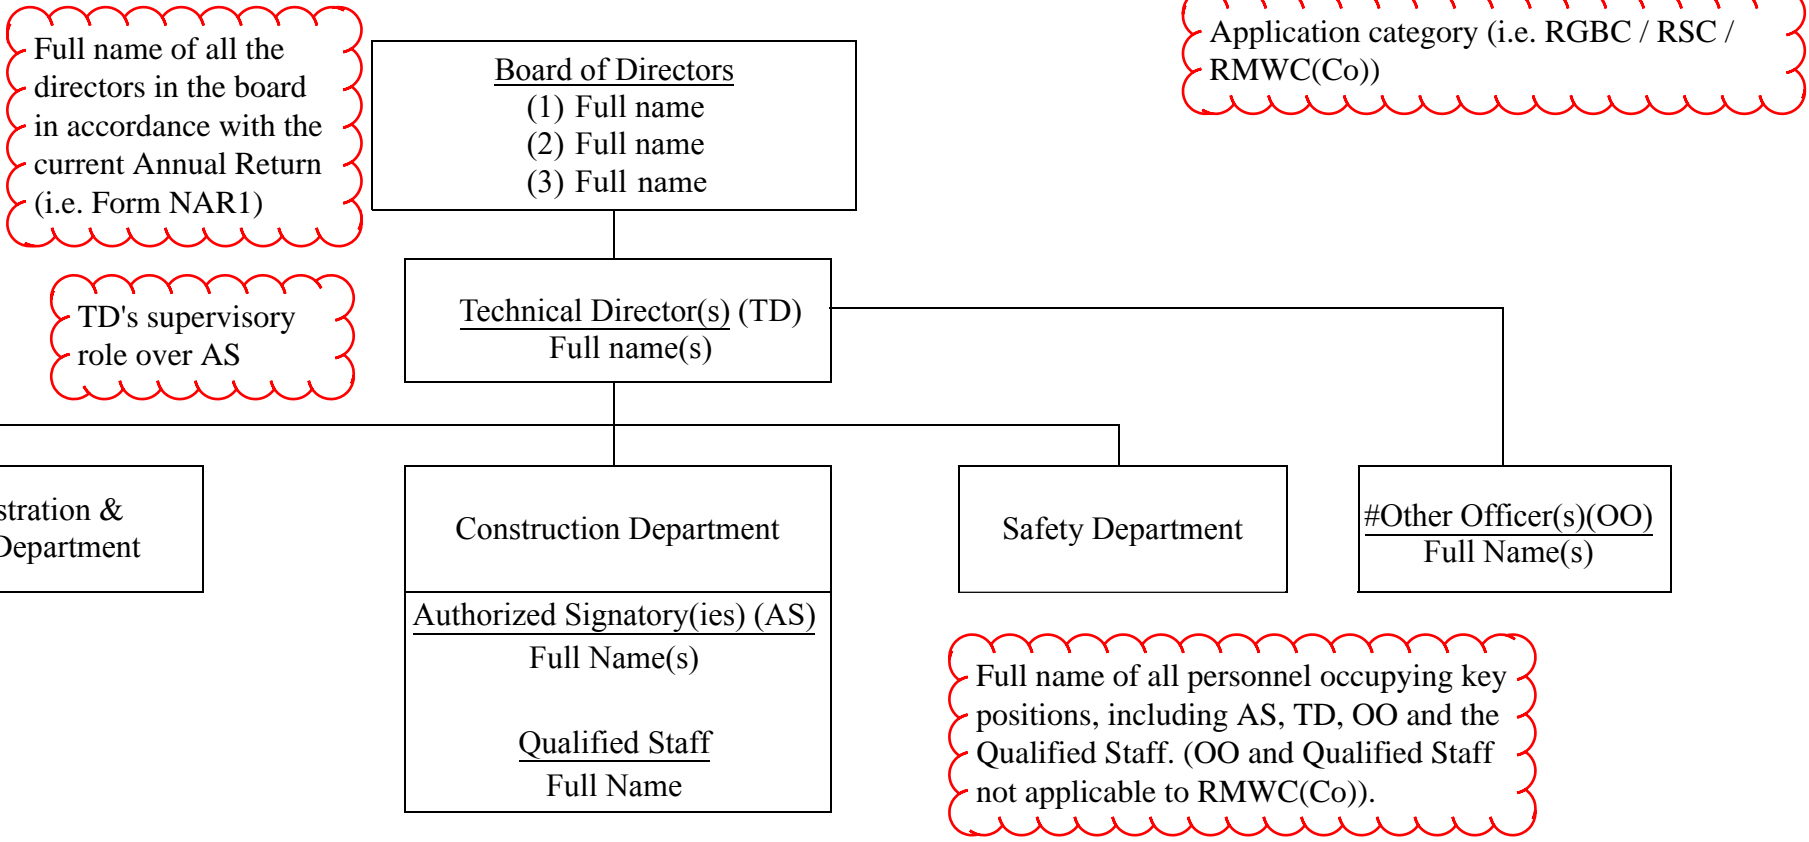 Full name of all the
directors in the board
in accordance with the
current Annual Return
(i.e. Form NAR1)
Board of Directors
(1) Full name
(2) Full name
(3) Full name
Application category (i.e. RGBC / RSC /
RMWC(Co))
TD's supervisory
role over AS
Technical Director(s) (TD)
Full name(s)
stration &
Department
Construction Department
Safety Department
#Other Officer(s)(OO)
Full Name(s)
Authorized Signatory(ies) (AS)
Full Name(s)
Qualified Staff
Full Name
Full name of all personnel occupying key
positions, including AS, TD, OO and the
Qualified Staff. (OO and Qualified Staff
not applicable to RMWC(Co)).